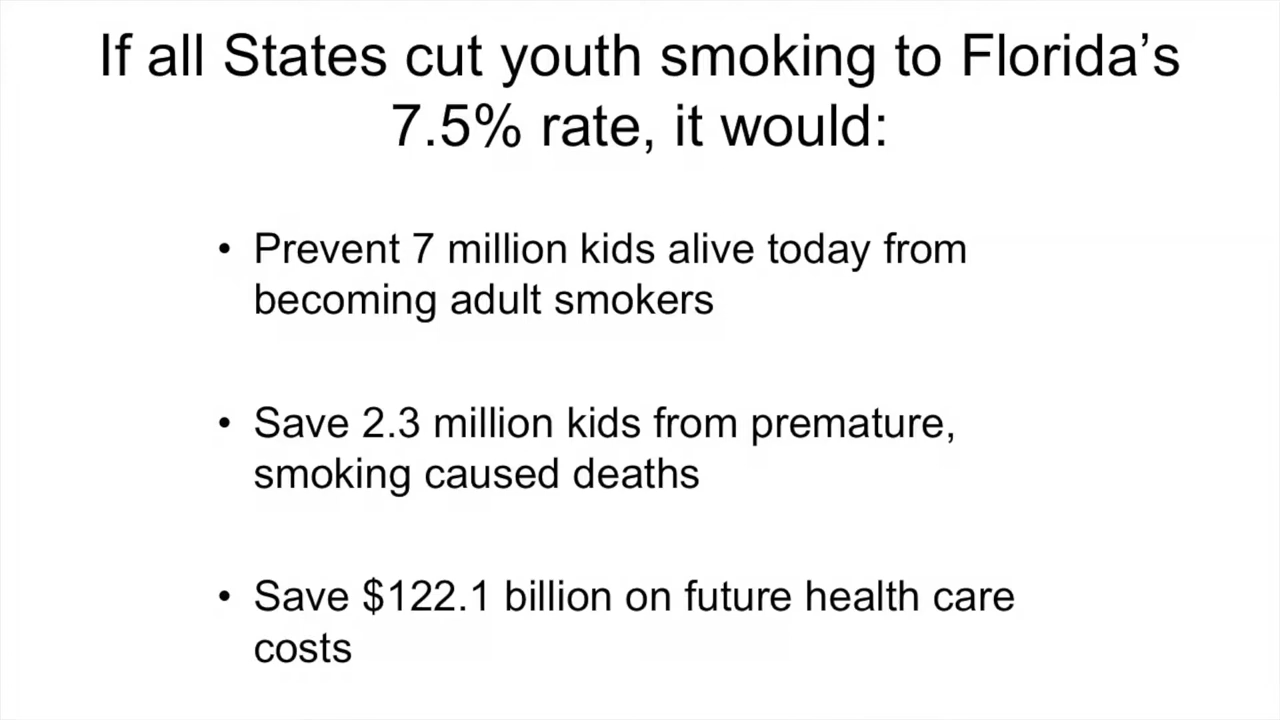 If all States cut youth smoking to Florida’s
7.5% rate, it would:
• Prevent 7 million kids alive today from
becoming adult smokers
• Save 2.3 million kids from premature,
smoking caused deaths
• Save $122.1 billion on future health care
costs